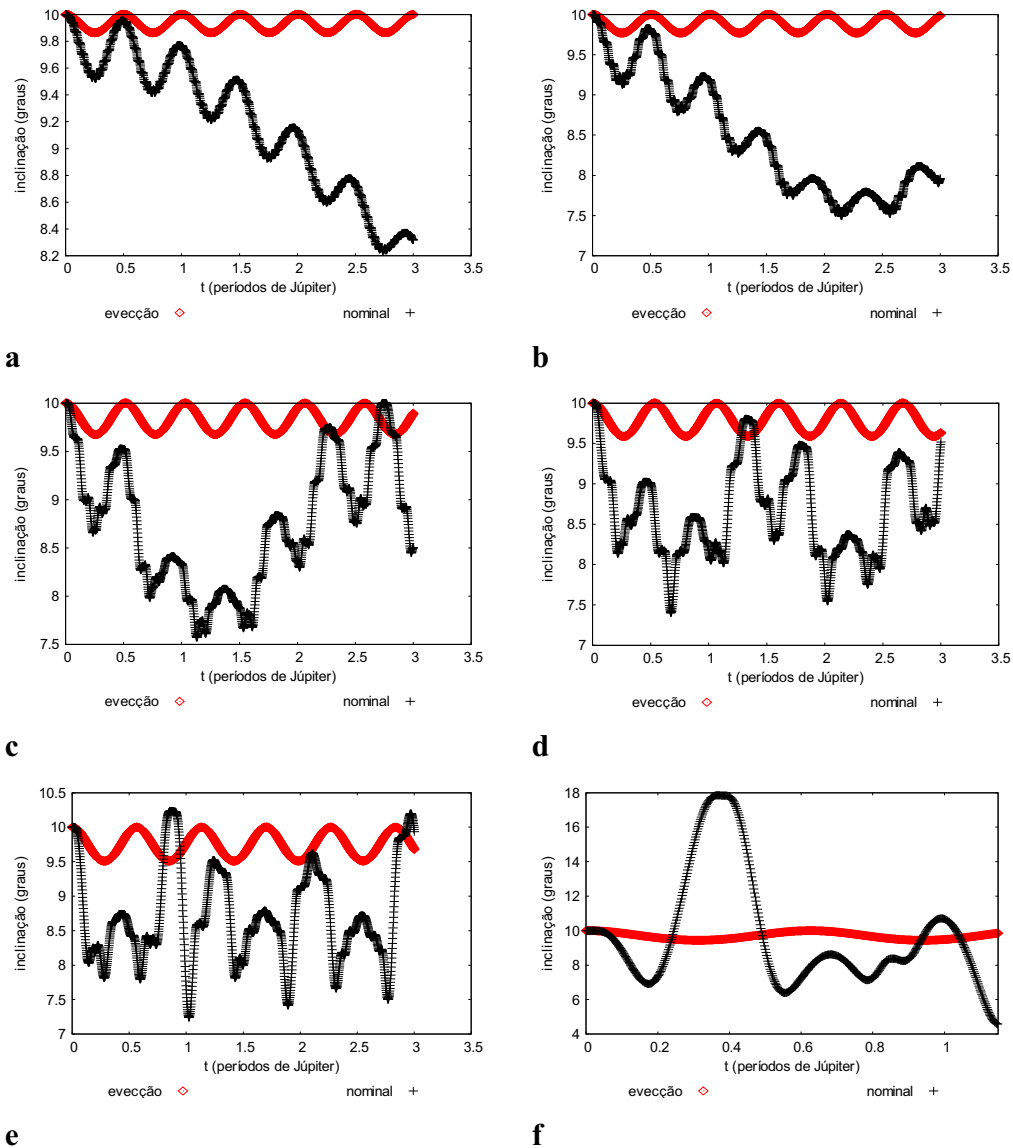 10
9.8
9.6
9.4
9.2
9
8.8
8.6
8.4
8.2
inclinação (graus)
0 0.5 1 1.5 2 2.5 3 3.5
t (períodos de Júpiter)
evecção nominal
a
10
9.5
9
8.5
8
7.5
7
inclinação (graus)
0 0.5 1 1.5 2 2.5 3 3.5
t (períodos de Júpiter)
evecção nominal
b
10
9.5
9
8.5
8
7.5
inclinação (graus)
0 0.5 1 1.5 2 2.5 3 3.5
t (períodos de Júpiter)
evecção nominal
c
10
9.5
9
8.5
8
7.5
7
inclinação (graus)
0 0.5 1 1.5 2 2.5 3 3.5
t (períodos de Júpiter)
evecção nominal
d
10.5
10
9.5
9
8.5
8
7.5
7
inclinação (graus)
0 0.5 1 1.5 2 2.5 3 3.5
t (períodos de Júpiter)
evecção nominal
e
18
16
14
12
10
8
6
4
inclinação (graus)
0 0.2 0.4 0.6 0.8 1
t (períodos de Júpiter)
evecção nominal
f